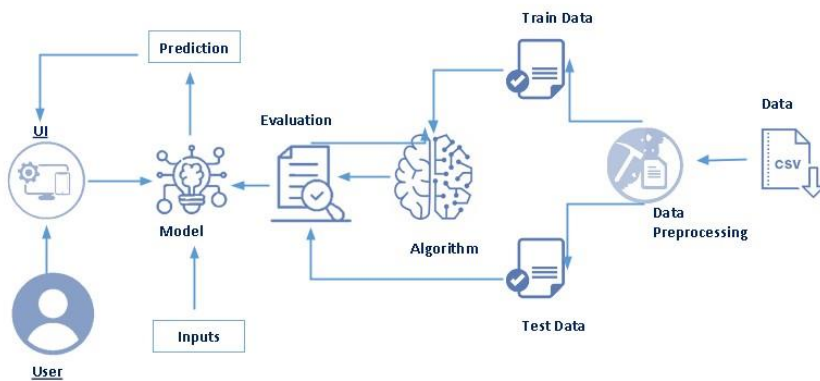 Train Data
Prediction
Data
UI
Evaluation
CSV
Model
Algorithm
Data
Preprocessing
Inputs
Test Data
User